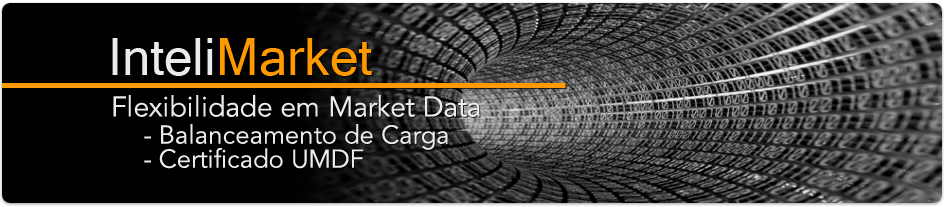 InteliMarket
Flexibilidade em Market Data
- Balanceamento de Carga
- Certificado UMDF